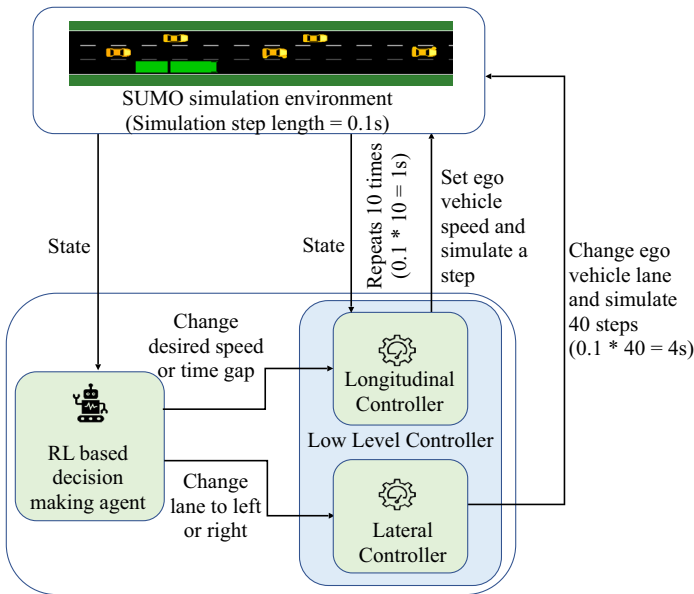 SUMO simulation environment
(Simulation step length = 0.1s)
State
State
Repeats 10 times
(0.1 * 10 = 1s)
Set ego
vehicle
speed and
simulate a
step
Change ego
vehicle lane
and simulate
40 steps
(0.1 * 40 = 4s)
Change
desired speed
or time gap
Longitudinal
Controller
Low Level Controller
RL based
decision
making agent
Change
lane to left
or right
Lateral
Controller